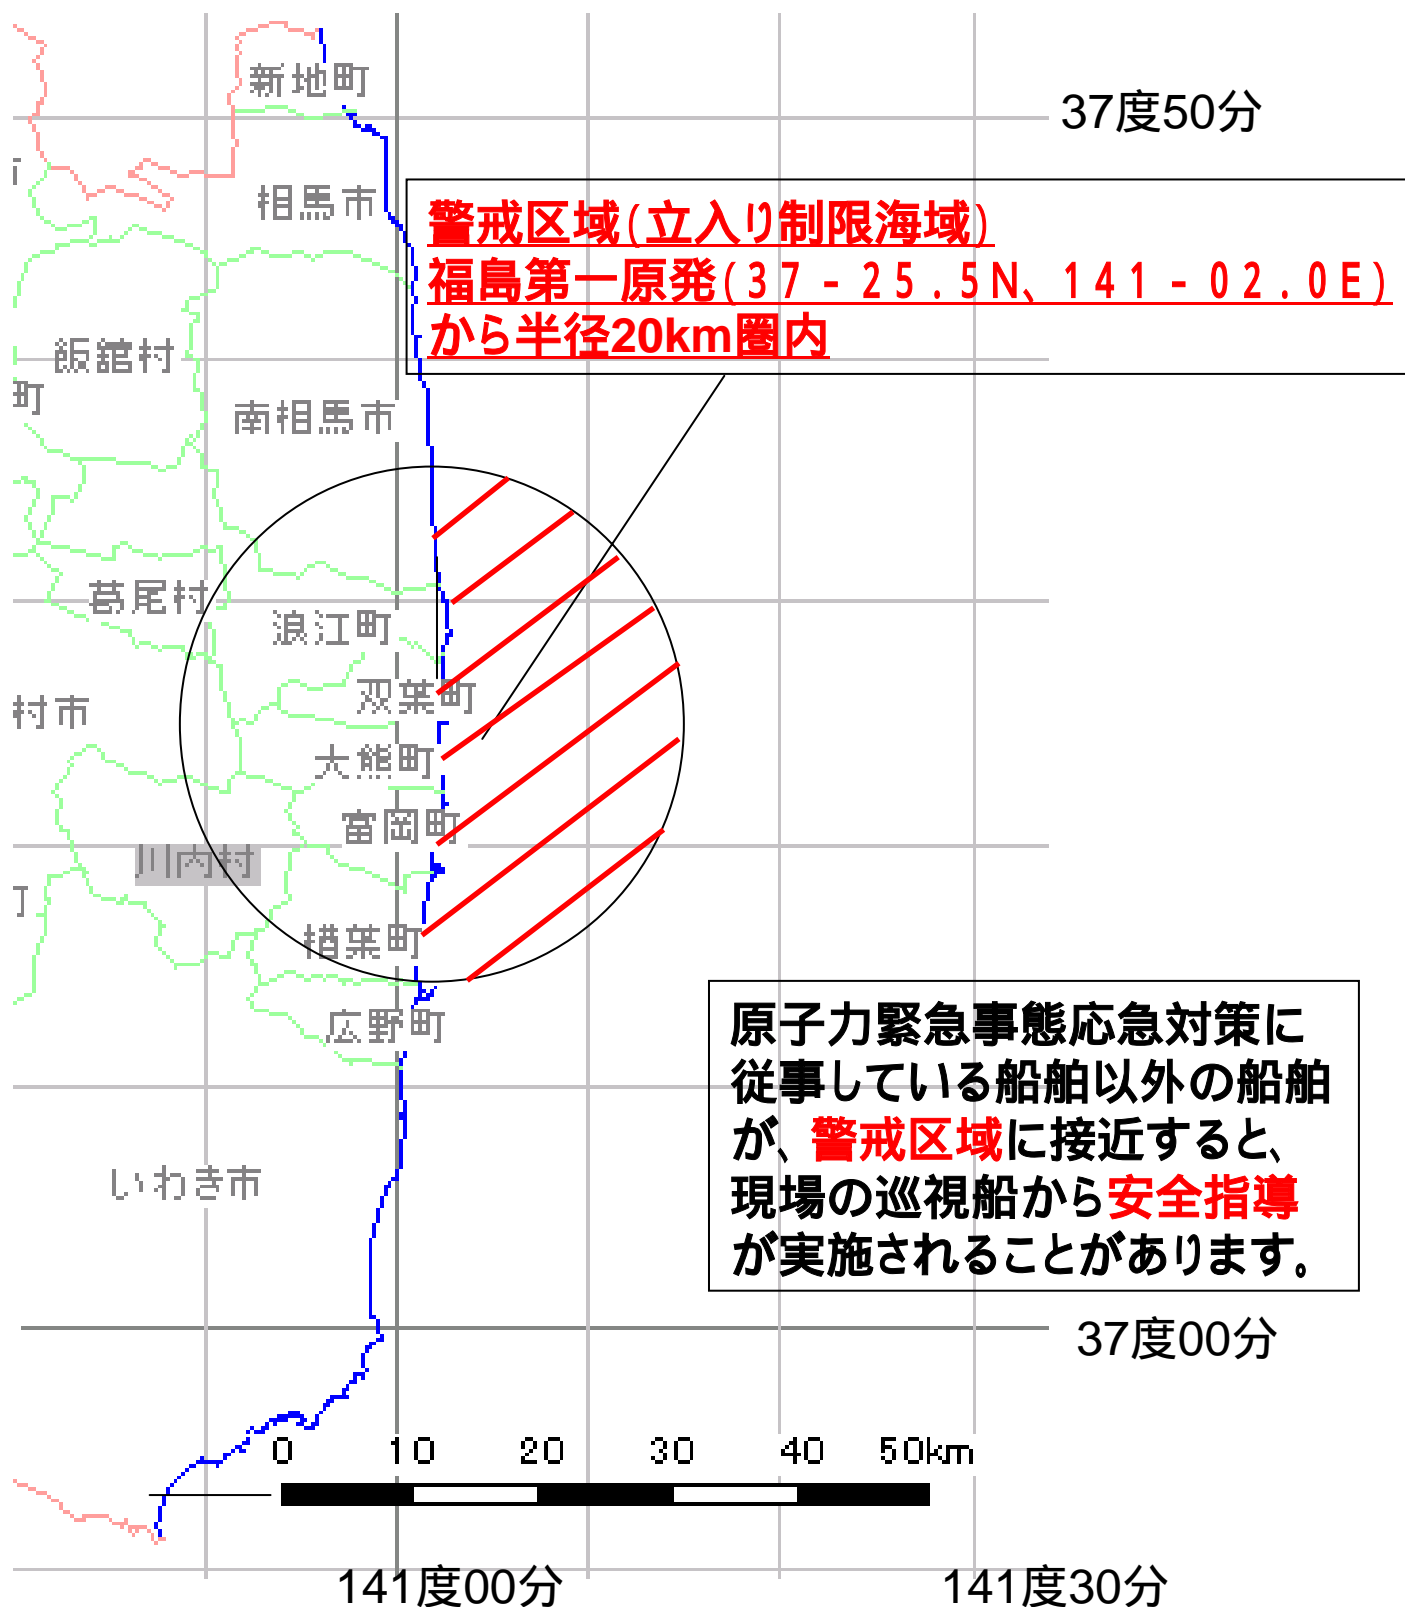 新地町
37度50分
相馬市
警戒区域(立入り制限海域)
福島第一原発(37-25.5N、141-02.0E)
から半径20km圏内
飯舘村
町
南相馬市
葛尾村
浪江町
双葉町
村市
大熊町
富岡町
川内村
楢葉町
広野町
原子力緊急事態応急対策に
従事している船舶以外の船舶
が、警戒区域に接近すると、
現場の巡視船から安全指導
が実施されることがあります。
いわき市
37度00分
0 10 20 30 40 50km
141度00分 141度30分